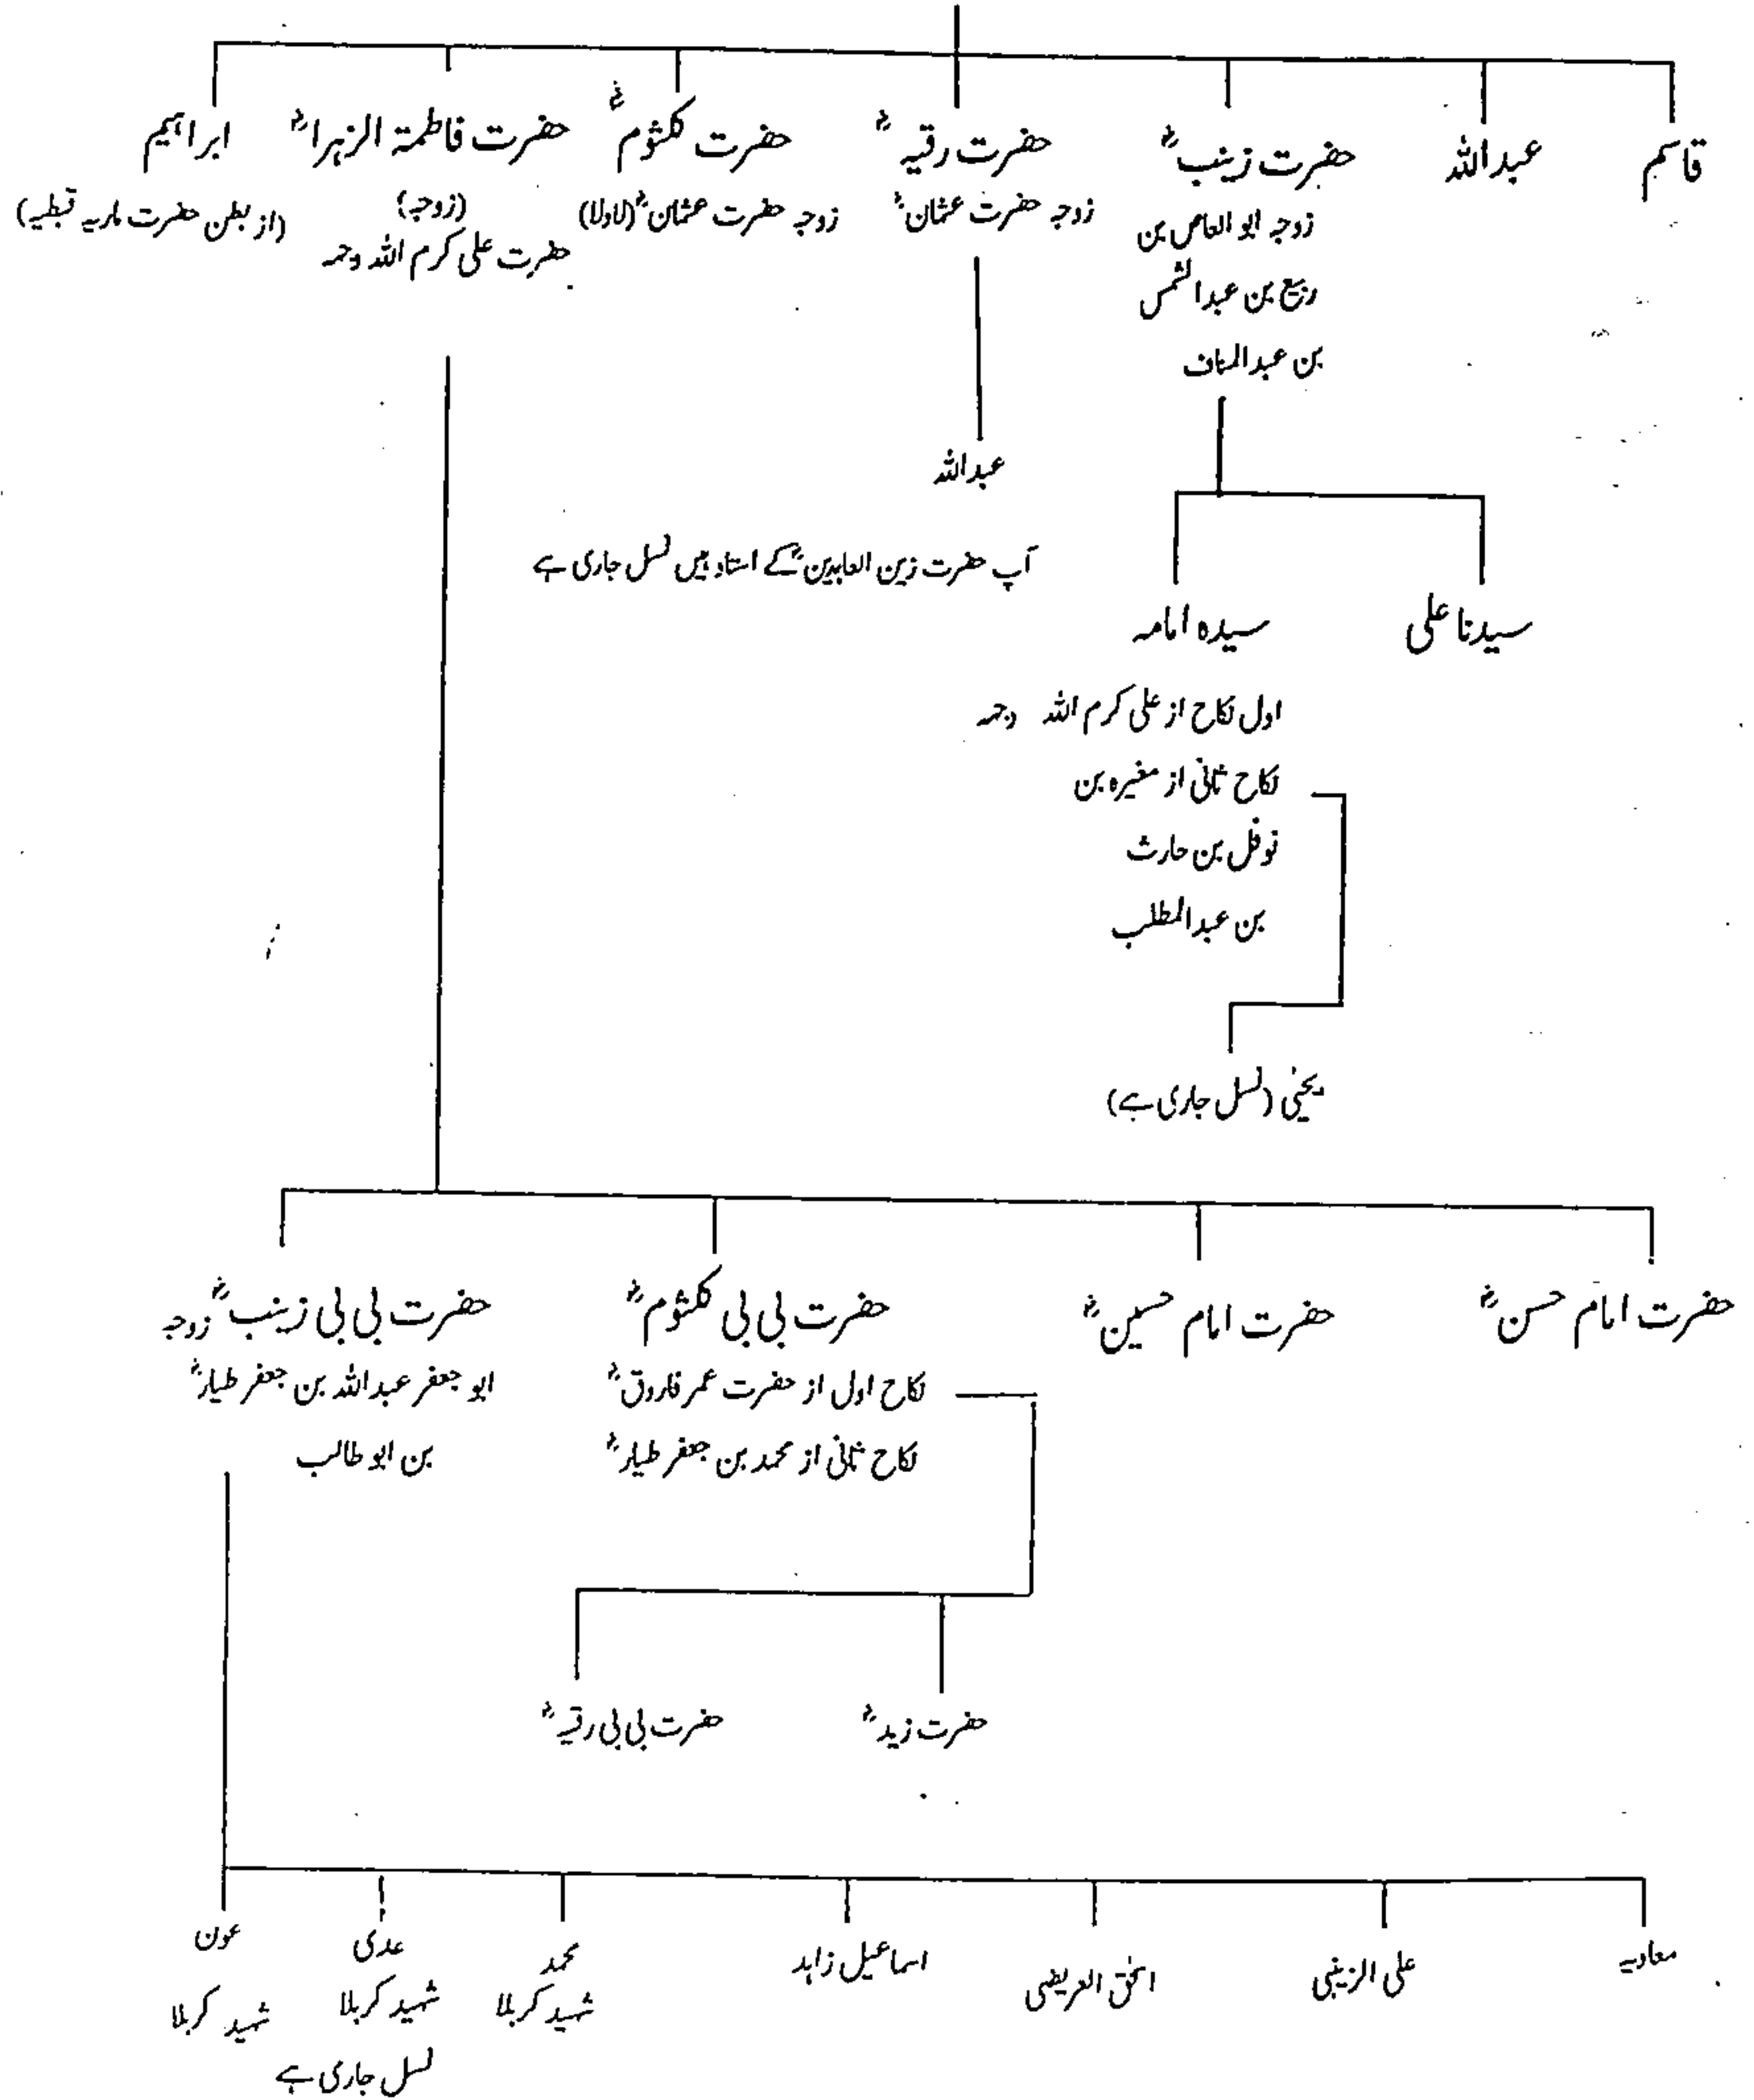 قاسم
عبداللہ
حضرت زینبؓ
زوجہ ابوالعاص بن
ربیع بن عبدالشمس
بن عبدالمناف
حضرت رقیہؓ
زوجہ حضرت عثمانؓ
حضرت کلثومؓ
زوجہ حضرت عثمانؓ (لاولا)
حضرت فاطمۃ الزہراؓ
(زوجہ)
حضرت علی کرم اللہ وجہہ
ابراہیم
(از بطن حضرت ماریہ قبطیہ)
عبداللہ
آپ حضرت زین العابدینؓ کے استاد ہیں نسل جاری ہے
سیدنا علی
سیدہ امامہ
اول نکاح از علی کرم اللہ وجہہ
نکاح ثانی از مغیرہ بن
نوفل بن حارث
بن عبدالمطلب
یحیٰی (نسل جاری ہے)
حضرت امام حسنؓ
حضرت امام حسینؓ
حضرت بی بی کلثومؓ
نکاح اول از حضرت عمر فاروقؓ
نکاح ثانی از محمد بن جعفر طیارؓ
حضرت بی بی زینبؓ زوجہ
ابو جعفر عبداللہ بن جعفر طیارؓ
بن ابو طالب
حضرت زیدؓ
حضرت بی بی رقیہؓ
معاویہ
علی الزینبی
اسحٰق العریضی
اسماعیل زاہد
محمد
شہید کربلا
عدی
شہید کربلا
عون
شہید کربلا
نسل جاری ہے